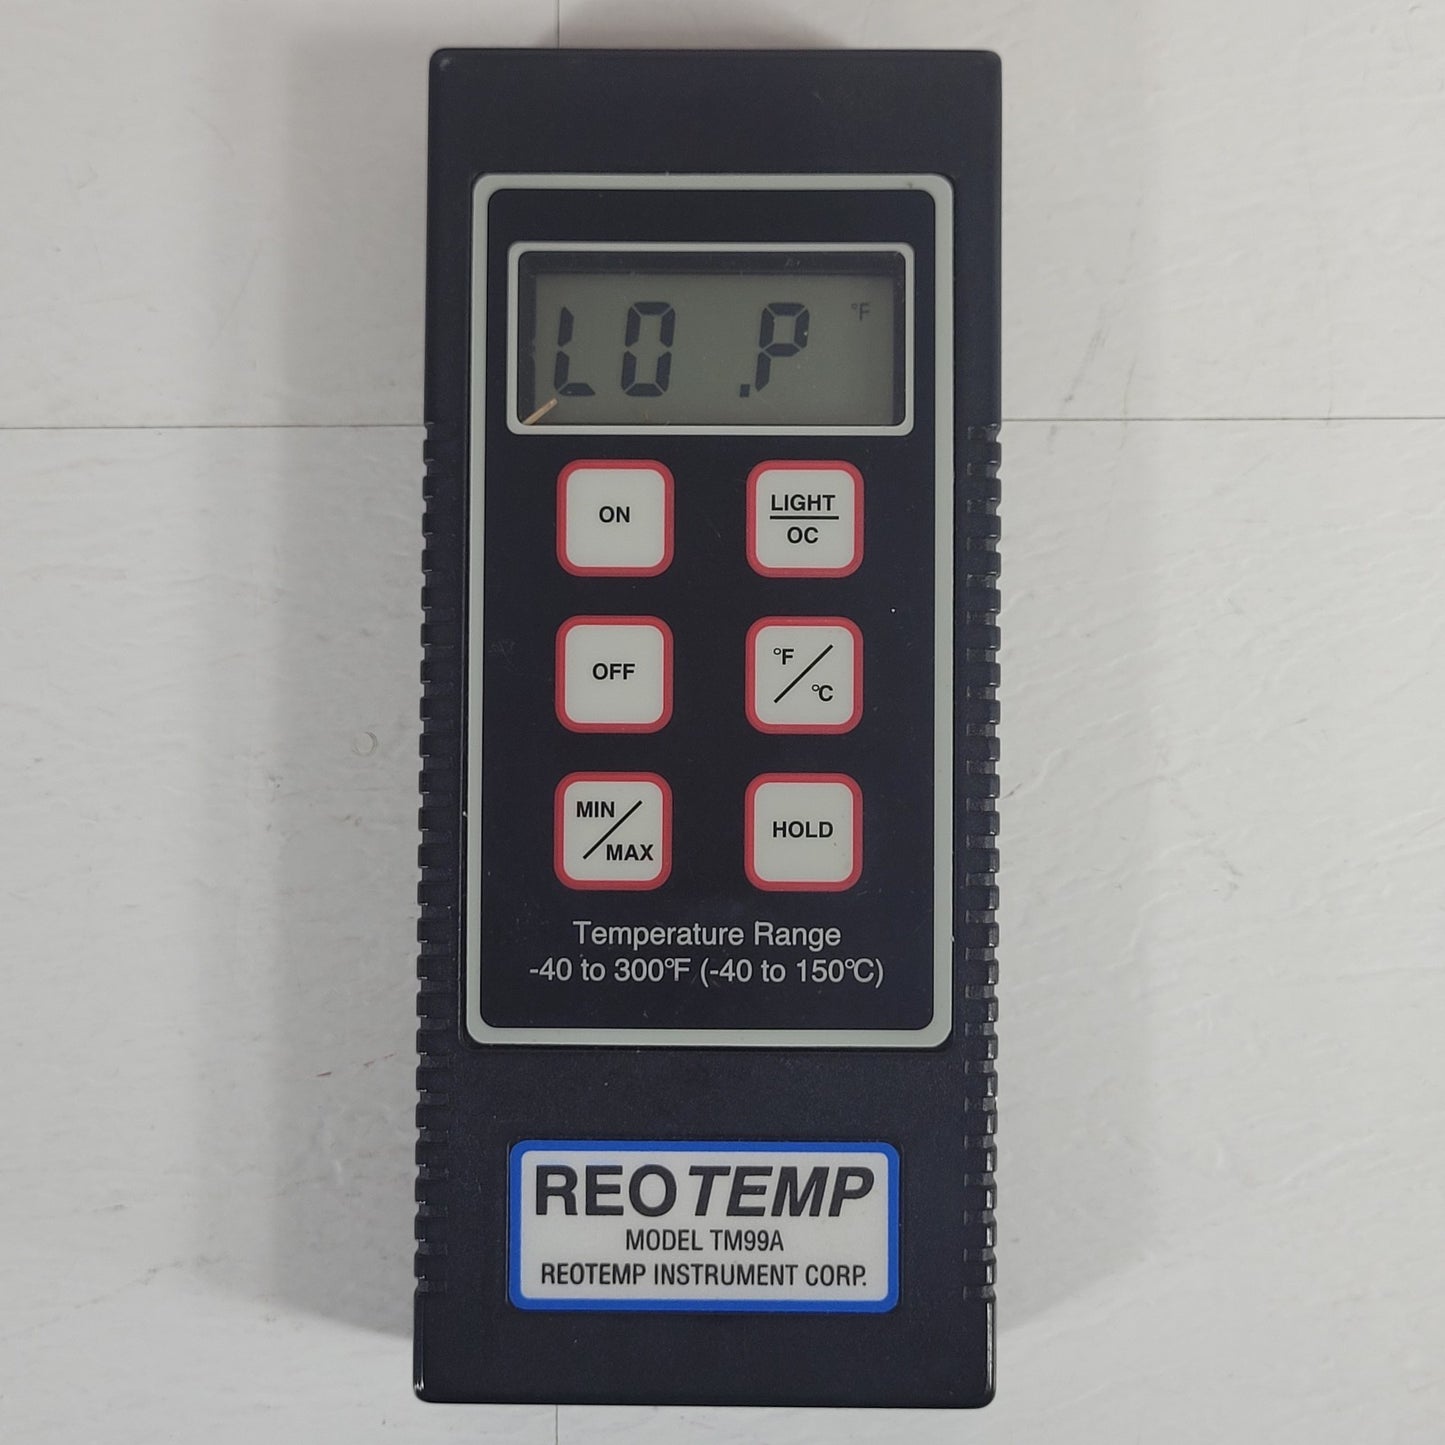 LO .P °F
ON
LIGHT
OC
OFF
°F/°C
MIN/MAX
HOLD
Temperature Range
-40 to 300°F (-40 to 150°C)
REOTEMP
MODEL TM99A
REOTEMP INSTRUMENT CORP.